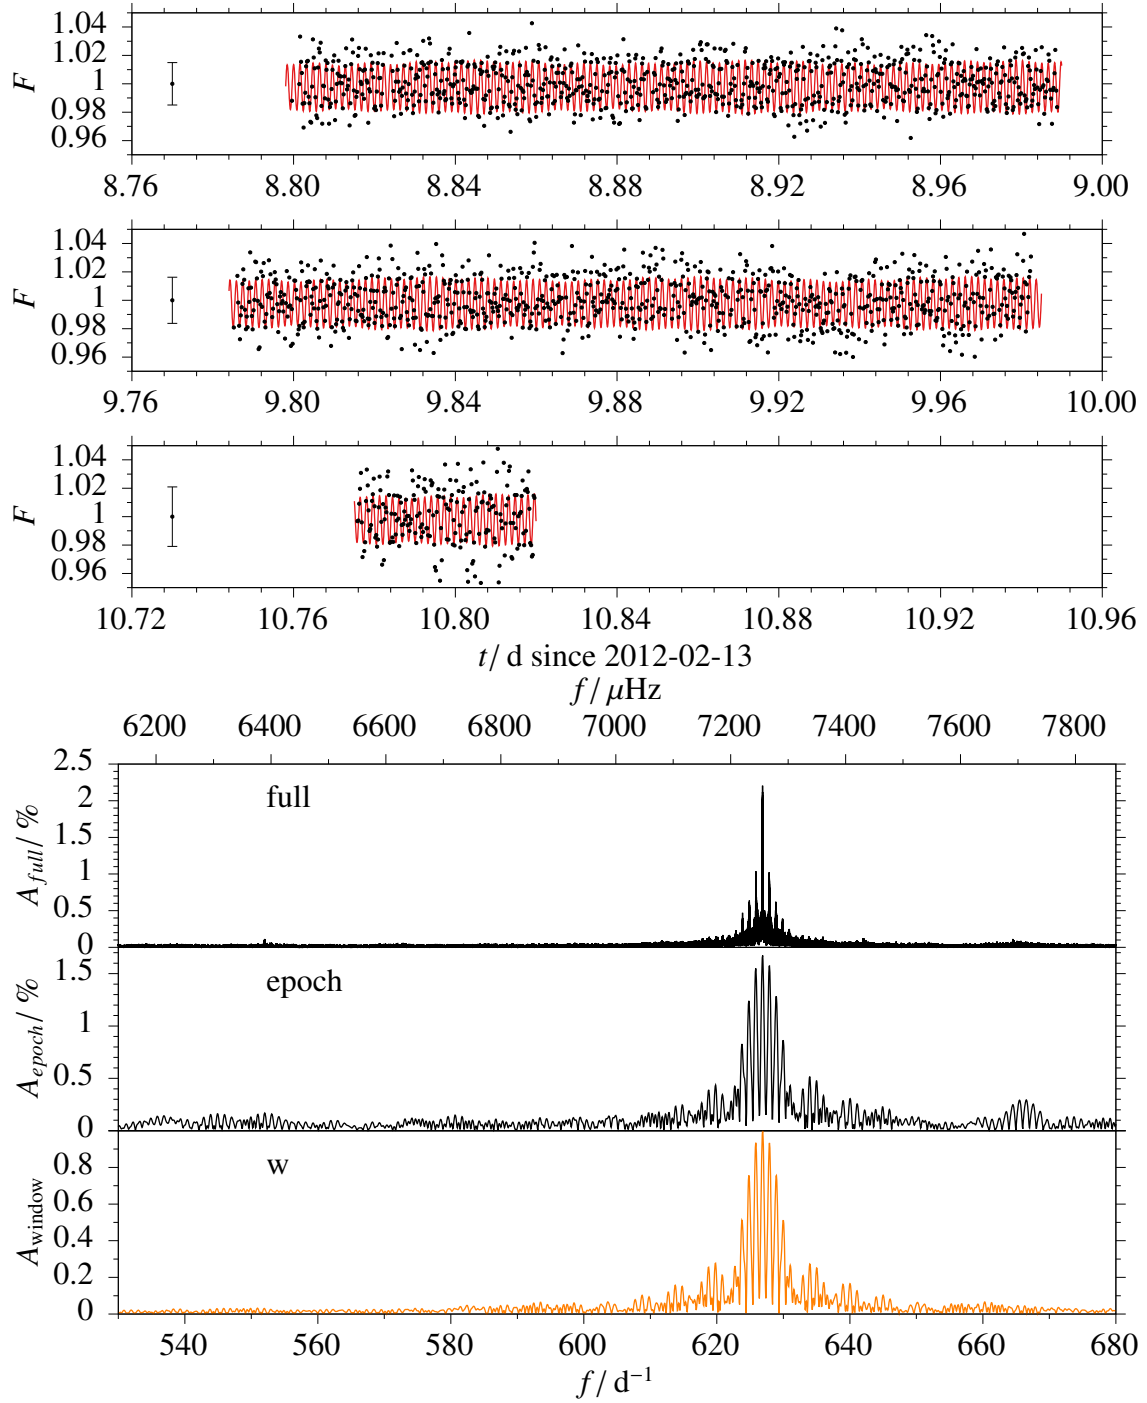 1.04
1.02
1
0.98
0.96
F
8.76 8.80 8.84 8.88 8.92 8.96 9.00
1.04
1.02
1
0.98
0.96
F
9.76 9.80 9.84 9.88 9.92 9.96 10.00
1.04
1.02
1
0.98
0.96
F
10.72 10.76 10.80 10.84 10.88 10.92 10.96
t/ d since 2012-02-13
f / μHz
6200 6400 6600 6800 7000 7200 7400 7600 7800
2.5
2
1.5
1
0.5
0
A_full/ %
full
1.5
1
0.5
0
A_epoch/ %
epoch
0.8
0.6
0.4
0.2
0
A_window
w
540 560 580 600 620 640 660 680
f / d⁻¹